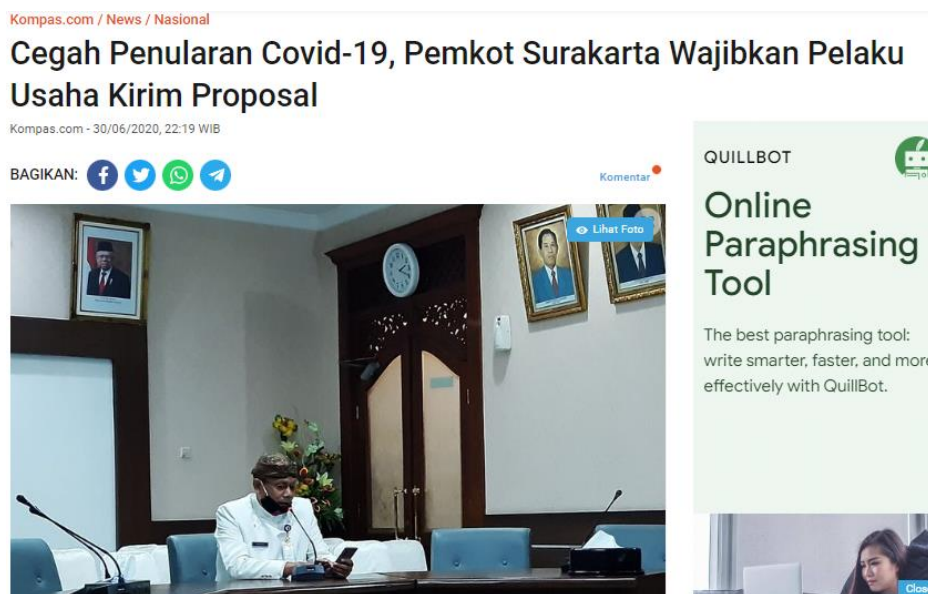 Kompas.com / News / Nasional
Cegah Penularan Covid-19, Pemkot Surakarta Wajibkan Pelaku
Usaha Kirim Proposal
Kompas.com - 30/06/2020, 22:19 WIB
BAGIKAN:
Komentar
Lihat Foto
QUILLBOT
Online
Paraphrasing
Tool
The best paraphrasing tool:
write smarter, faster, and more
effectively with QuillBot.
Close